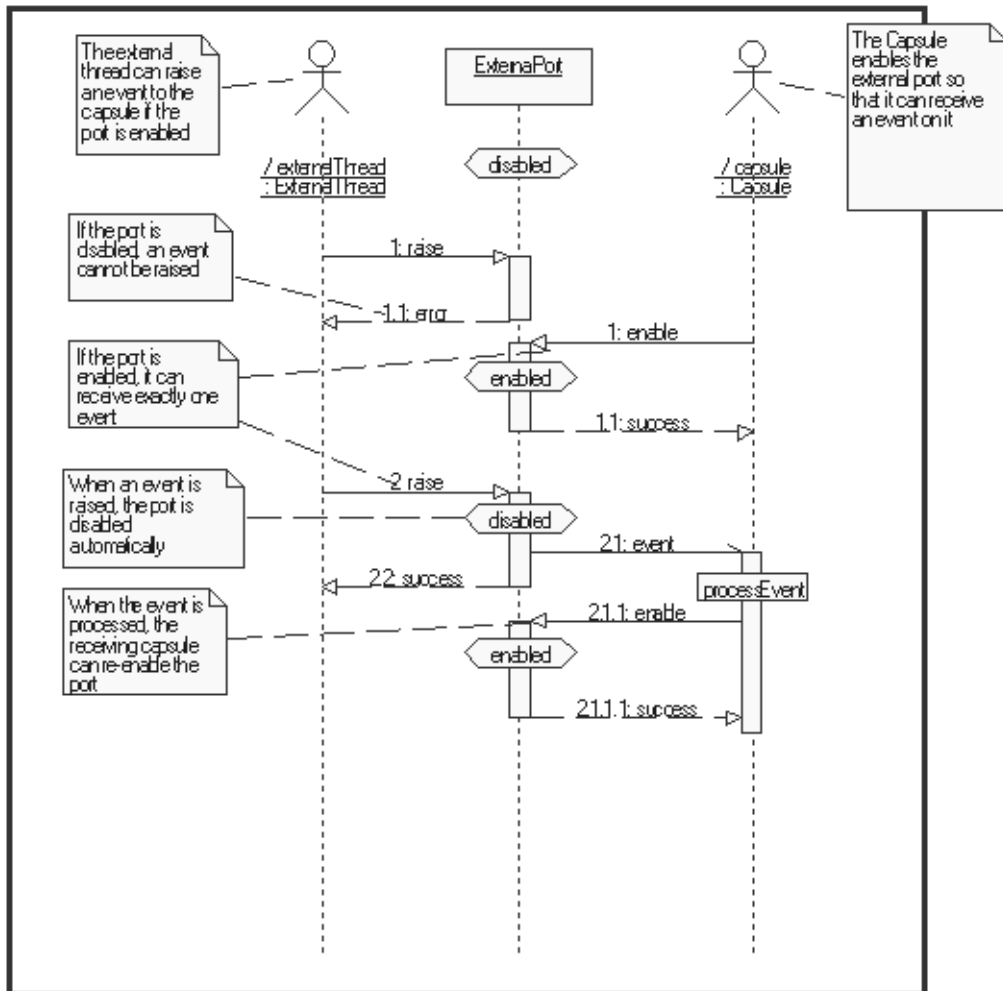 The external
thread can raise
an event to the
capsule if the
port is enabled
ExternalPort
The Capsule
enables the
external port so
that it can receive
an event on it
/ externalThread
: ExternalThread
disabled
/ capsule
: Capsule
If the port is
disabled, an event
cannot be raised
1: raise
1.1: error
1: enable
If the port is
enabled, it can
receive exactly one
event
enabled
1.1: success
2: raise
When an event is
raised, the port is
disabled
automatically
disabled
2.1: event
2.2: success
processEvent
When the event is
processed, the
receiving capsule
can re-enable the
port
2.1.1: enable
enabled
2.1.1.1: success